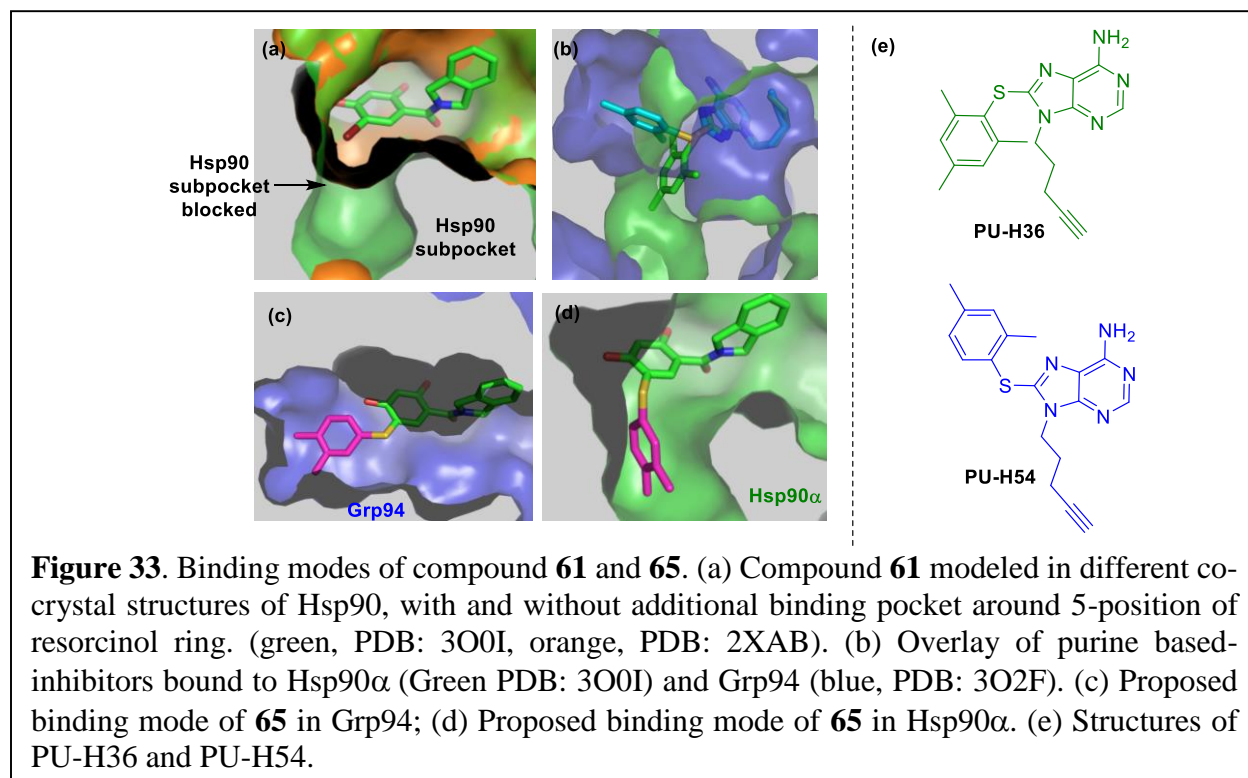 (a)
Hsp90
subpocket
blocked
Hsp90
subpocket
(b)
(c)
Grp94
(d)
Hsp90α
(e)
NH2
N
N
S
N
N
PU-H36
NH2
N
N
S
N
N
PU-H54
Figure 33. Binding modes of compound 61 and 65. (a) Compound 61 modeled in different co-
crystal structures of Hsp90, with and without additional binding pocket around 5-position of
resorcinol ring. (green, PDB: 3O0I, orange, PDB: 2XAB). (b) Overlay of purine based-
inhibitors bound to Hsp90α (Green PDB: 3O0I) and Grp94 (blue, PDB: 3O2F). (c) Proposed
binding mode of 65 in Grp94; (d) Proposed binding mode of 65 in Hsp90α. (e) Structures of
PU-H36 and PU-H54.